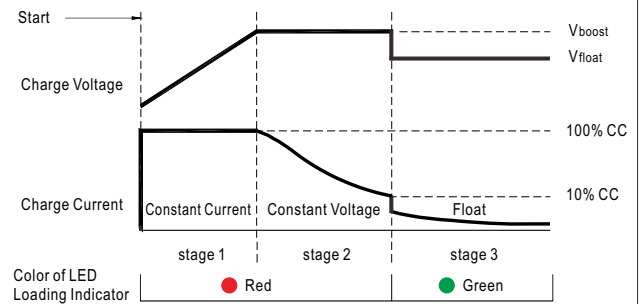 Start
Vboost
Vfloat
Charge Voltage
100% CC
10% CC
Charge Current
Constant Current
Constant Voltage
Float
stage 1
stage 2
stage 3
Color of LED
Loading Indicator
Red
Green